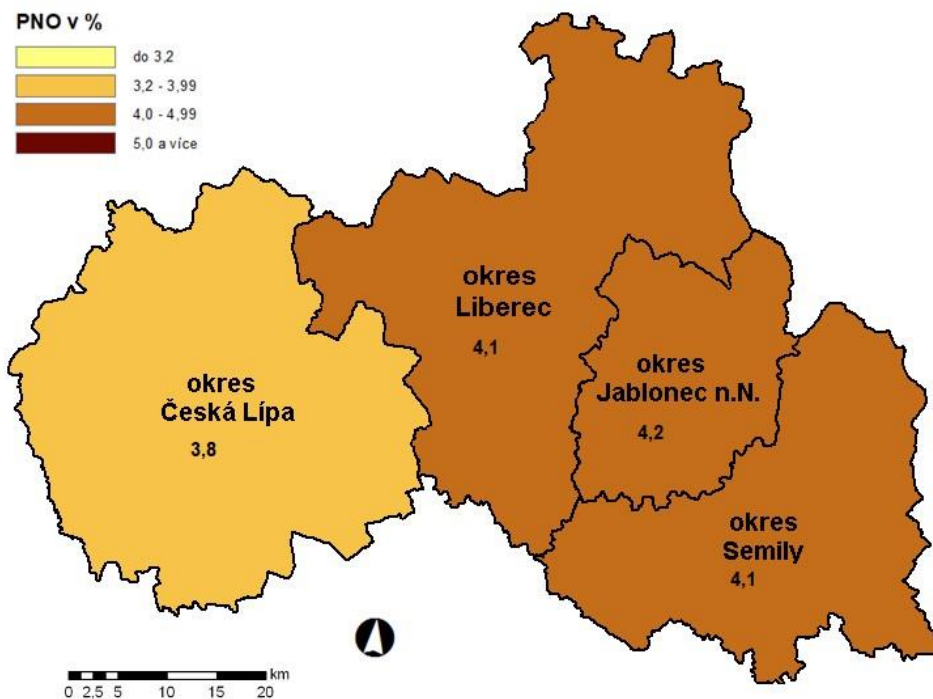 PNO v %
do 3,2
3,2 - 3,99
4,0 - 4,99
5,0 a více
okres
Liberec
4,1
okres
Jablonec n.N.
4,2
okres
Česká Lípa
3,8
okres
Semily
4,1
km
0 2,5 5 10 15 20